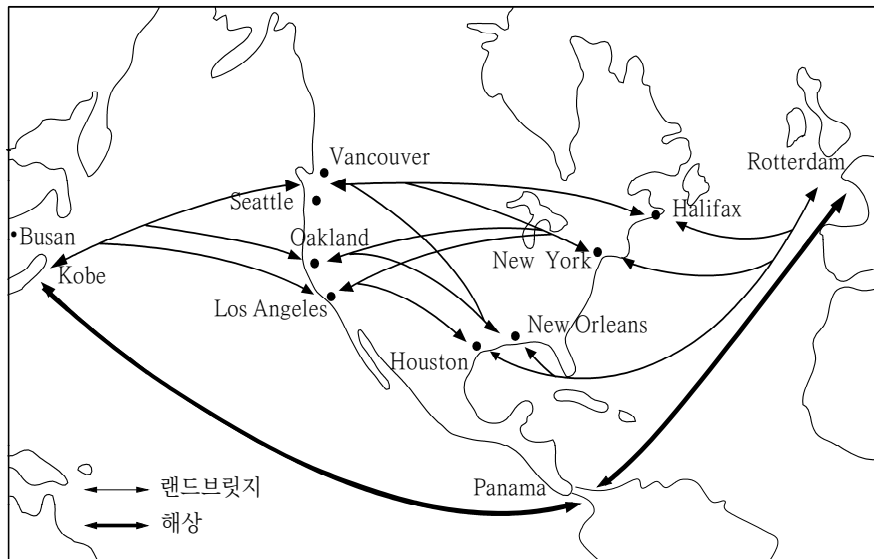 Vancouver
Rotterdam
Seattle
Halifax
Busan
Oakland
New York
Kobe
Los Angeles
New Orleans
Houston
Panama
랜드브릿지
해상